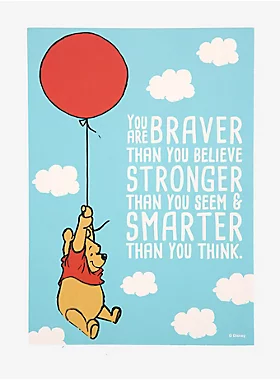 YOU
ARE BRAVER
THAN YOU BELIEVE
STRONGER
THAN YOU SEEM &
SMARTER
THAN YOU THINK.
© Disney